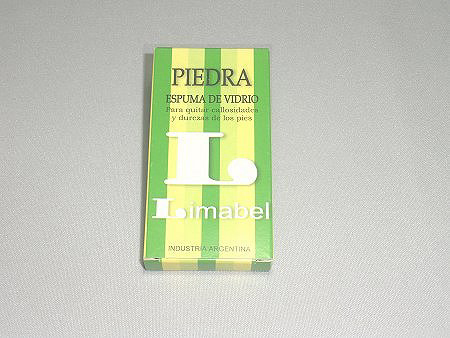 PIEDRA
ESPUMA DE VIDRIO
Para quitar callosidades
y durezas de los pies
L
Limabel
INDUSTRIA ARGENTINA